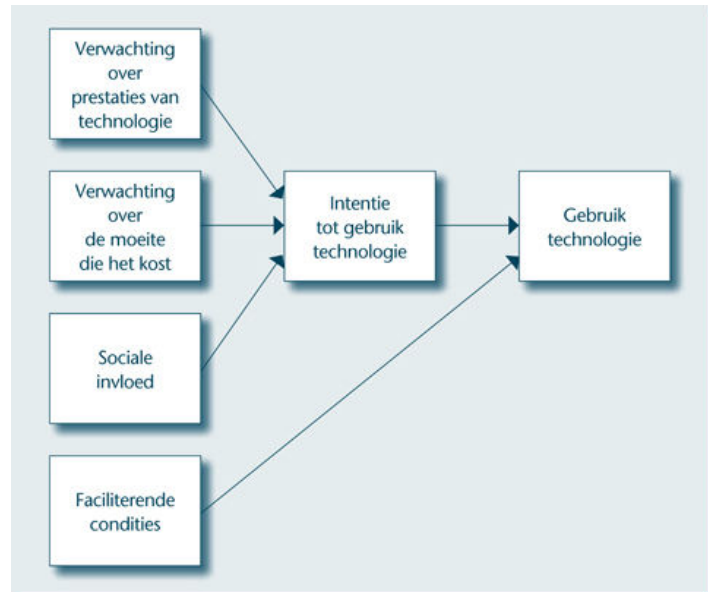 Verwachting
over
prestaties van
technologie
Verwachting
over
de moeite
die het kost
Intentie
tot gebruik
technologie
Gebruik
technologie
Sociale
invloed
Faciliterende
condities